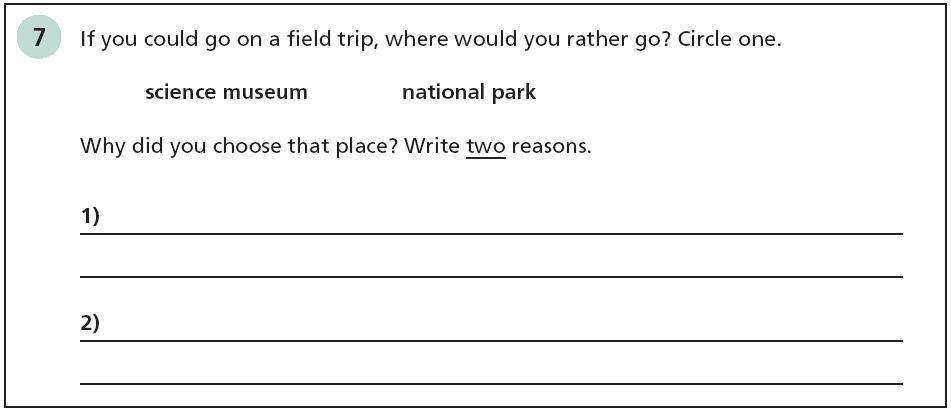 7 If you could go on a field trip, where would you rather go? Circle one.
science museum national park
Why did you choose that place? Write two reasons.
1)
2)